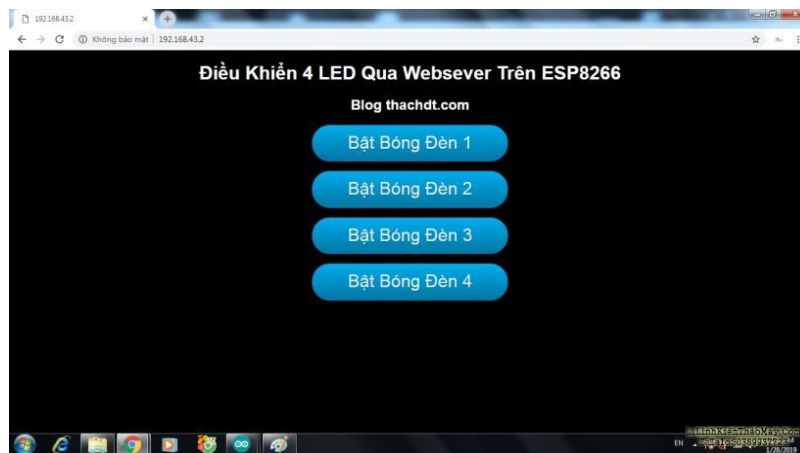 192.168.43.2
Không bảo mật | 192.168.43.2
Điều Khiển 4 LED Qua Websever Trên ESP8266
Blog thachdt.com
Bật Bóng Đèn 1
Bật Bóng Đèn 2
Bật Bóng Đèn 3
Bật Bóng Đèn 4
EN
LinhKienThaoMay.Com
1/28/2019